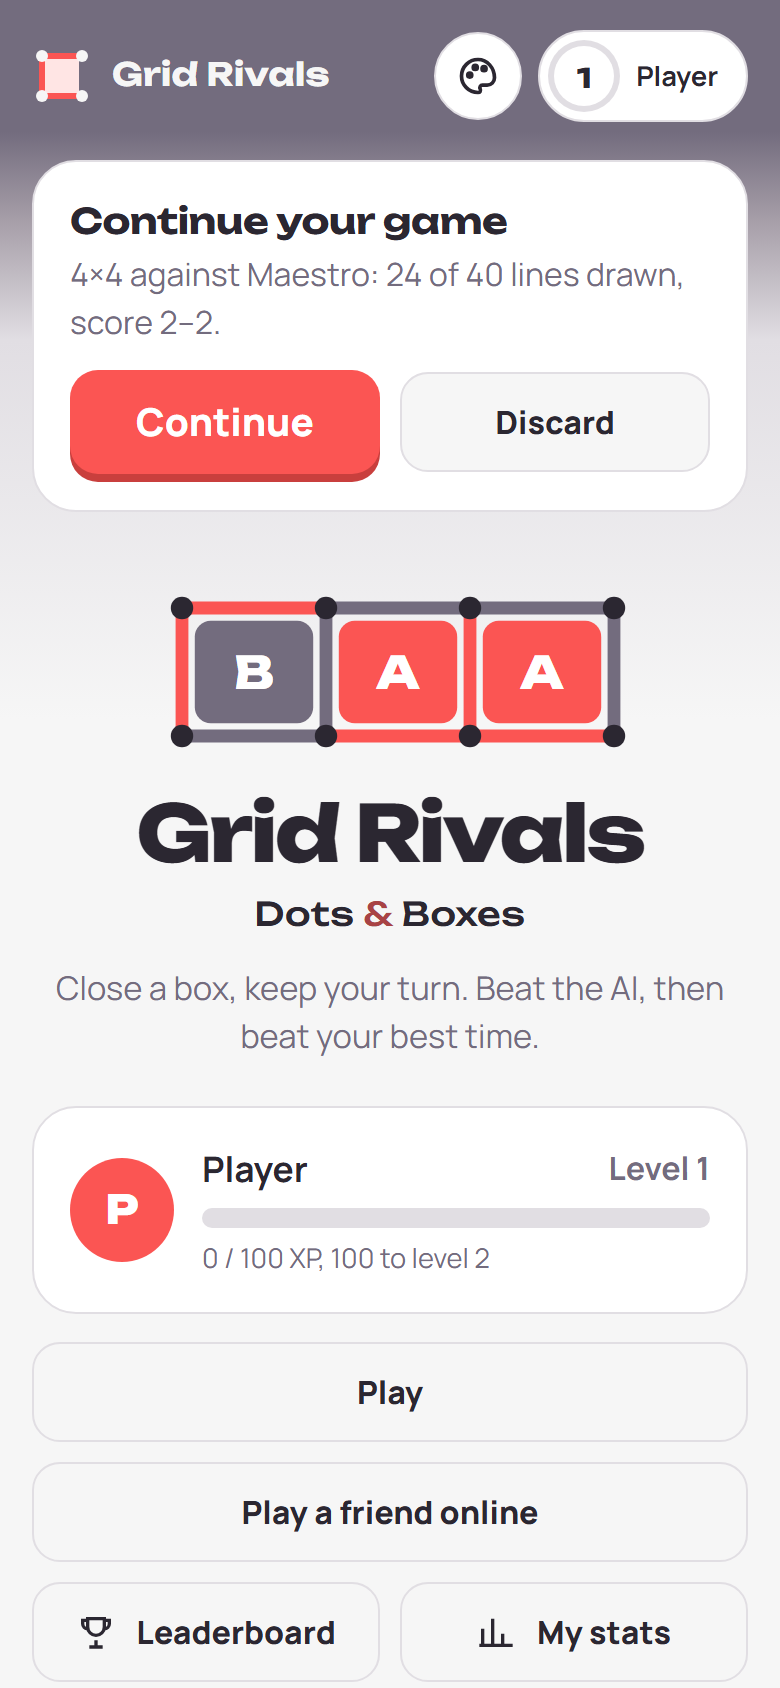 Grid Rivals
1 Player
Continue your game
4×4 against Maestro: 24 of 40 lines drawn,
score 2–2.
Continue Discard
B A A
Grid Rivals
Dots & Boxes
Close a box, keep your turn. Beat the AI, then
beat your best time.
P
Player Level 1
0 / 100 XP, 100 to level 2
Play
Play a friend online
Leaderboard My stats